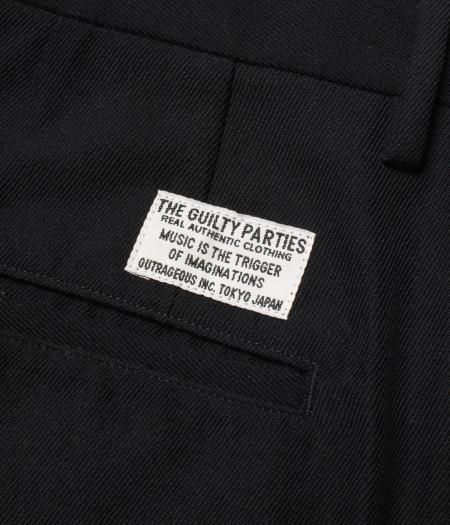 THE GUILTY PARTIES
REAL AUTHENTIC CLOTHING
MUSIC IS THE TRIGGER
OF IMAGINATIONS
OUTRAGEOUS INC. TOKYO JAPAN